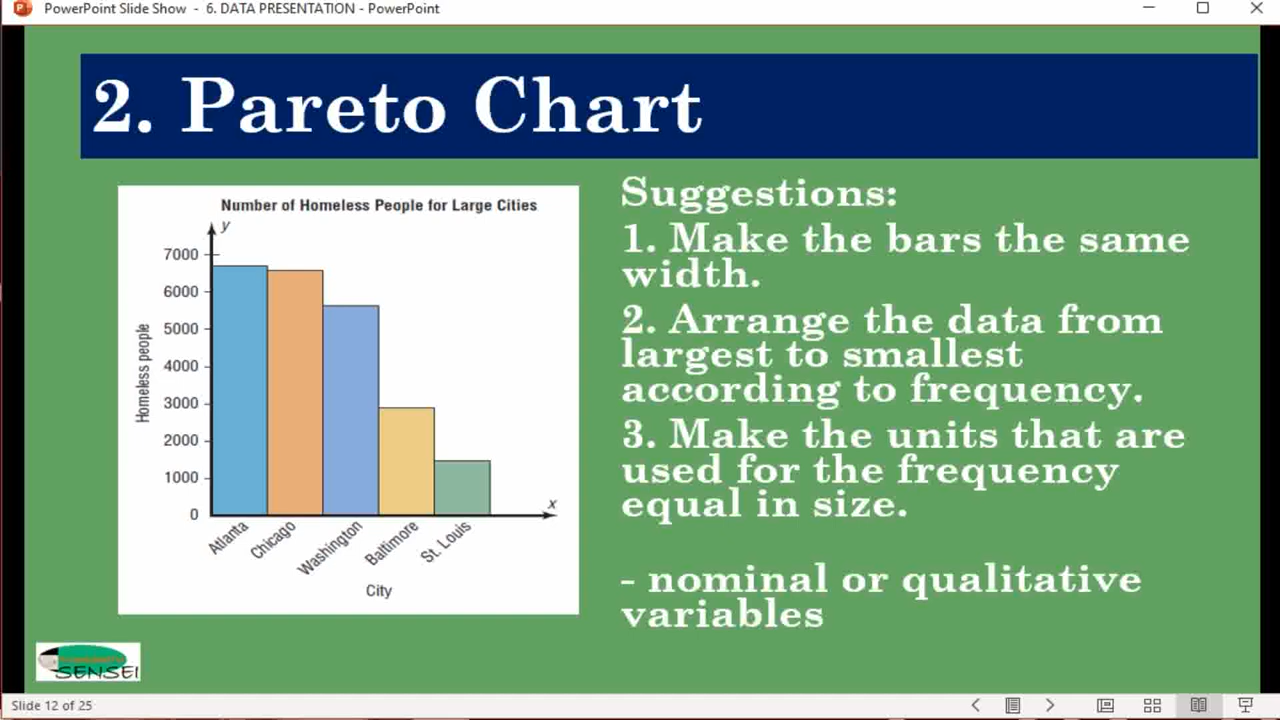 PowerPoint Slide Show - 6. DATA PRESENTATION - PowerPoint
2. Pareto Chart
Number of Homeless People for Large Cities
y
7000
6000
5000
4000
3000
2000
1000
0
Homeless people
x
Atlanta
Chicago
Washington
Baltimore
St. Louis
City
Suggestions:
1. Make the bars the same
width.
2. Arrange the data from
largest to smallest
according to frequency.
3. Make the units that are
used for the frequency
equal in size.
- nominal or qualitative
variables
SENSEI
Slide 12 of 25